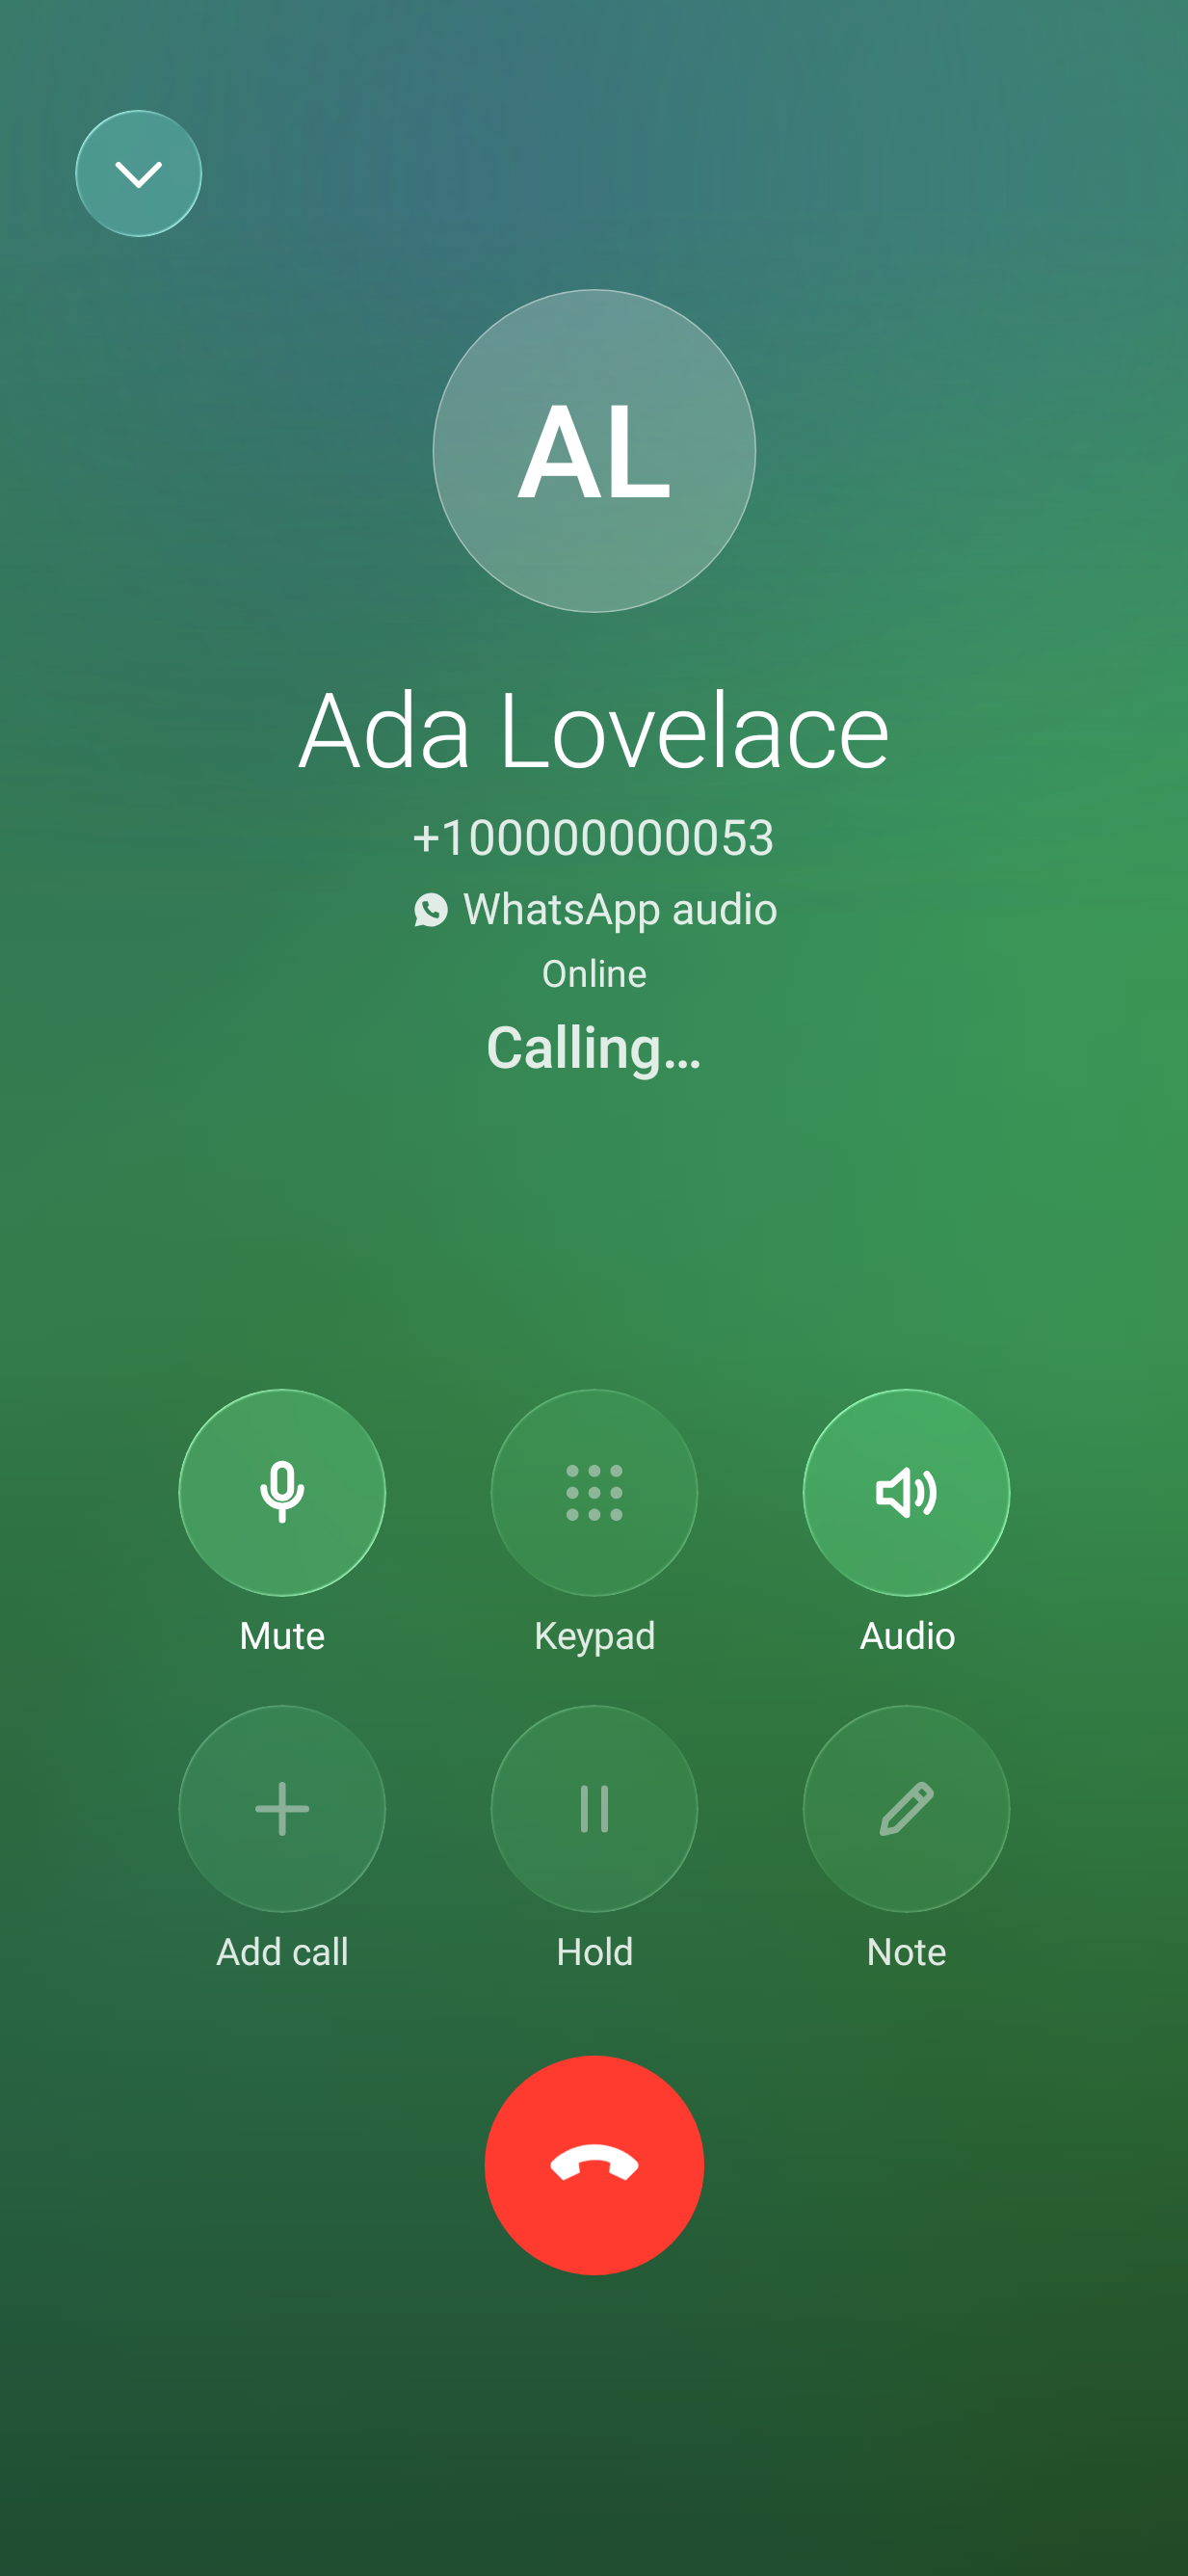 AL
Ada Lovelace
+100000000053
WhatsApp audio
Online
Calling…
Mute
Keypad
Audio
Add call
Hold
Note